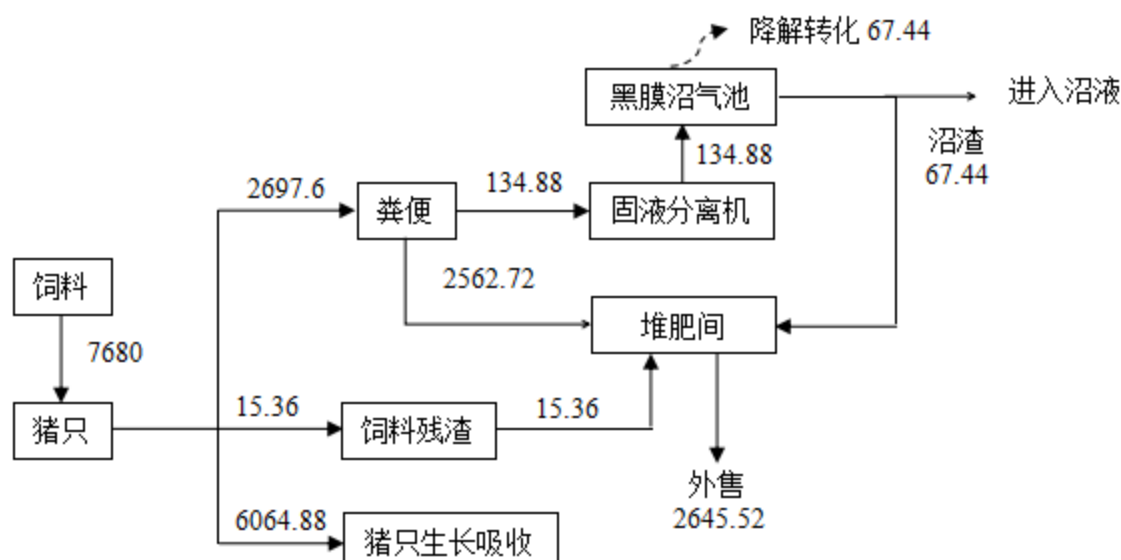 降解转化 67.44
黑膜沼气池
进入沼液
沼渣
67.44
134.88
2697.6
134.88
粪便
固液分离机
2562.72
饲料
堆肥间
7680
15.36
15.36
猪只
饲料残渣
外售
2645.52
6064.88
猪只生长吸收